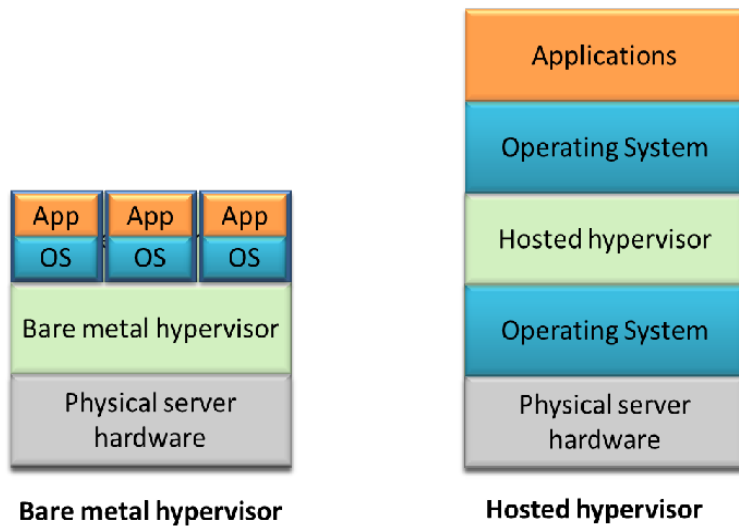 App App App
OS OS OS
Bare metal hypervisor
Physical server
hardware
Bare metal hypervisor
Applications
Operating System
Hosted hypervisor
Operating System
Physical server
hardware
Hosted hypervisor